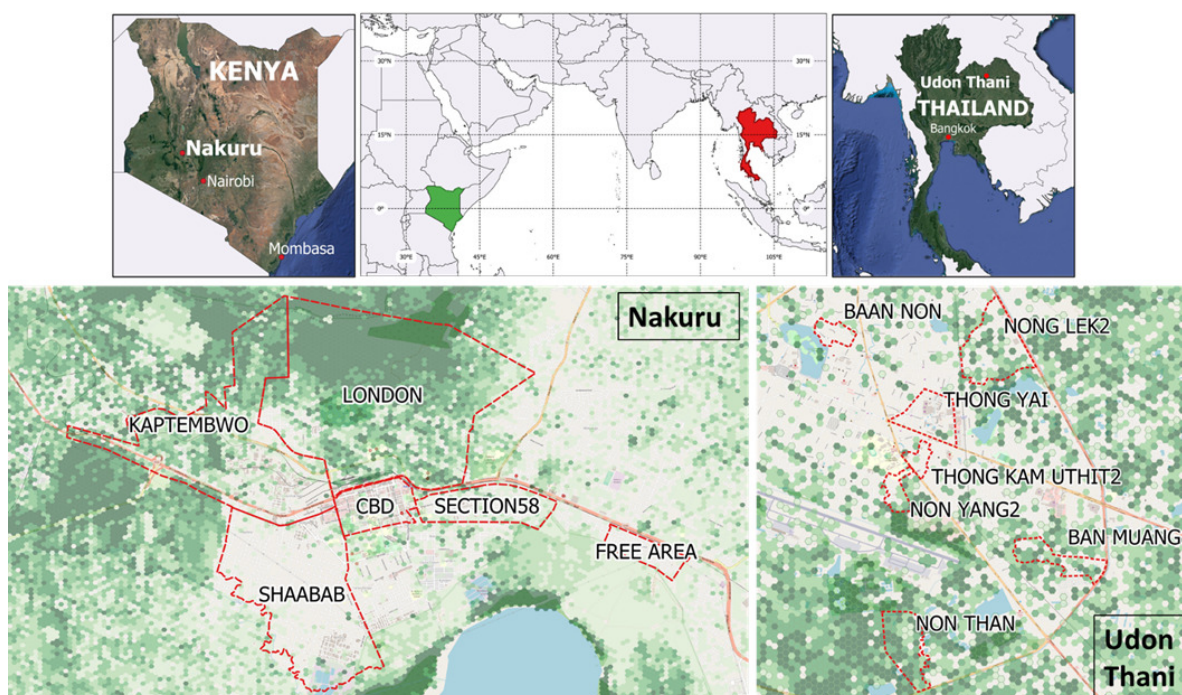 KENYA
Nakuru
Nairobi
Mombasa
30°N
30°N
15°N
15°N
0°
0°
30°E
45°E
60°E
75°E
90°E
105°E
Udon Thani
THAILAND
Bangkok
Nakuru
LONDON
KAPTEMBWO
CBD
SECTION58
FREE AREA
SHAABAB
BAAN NON
NONG LEK2
THONG YAI
THONG KAM UTHIT2
NON YANG2
BAN MUANG
NON THAN
Udon
Thani